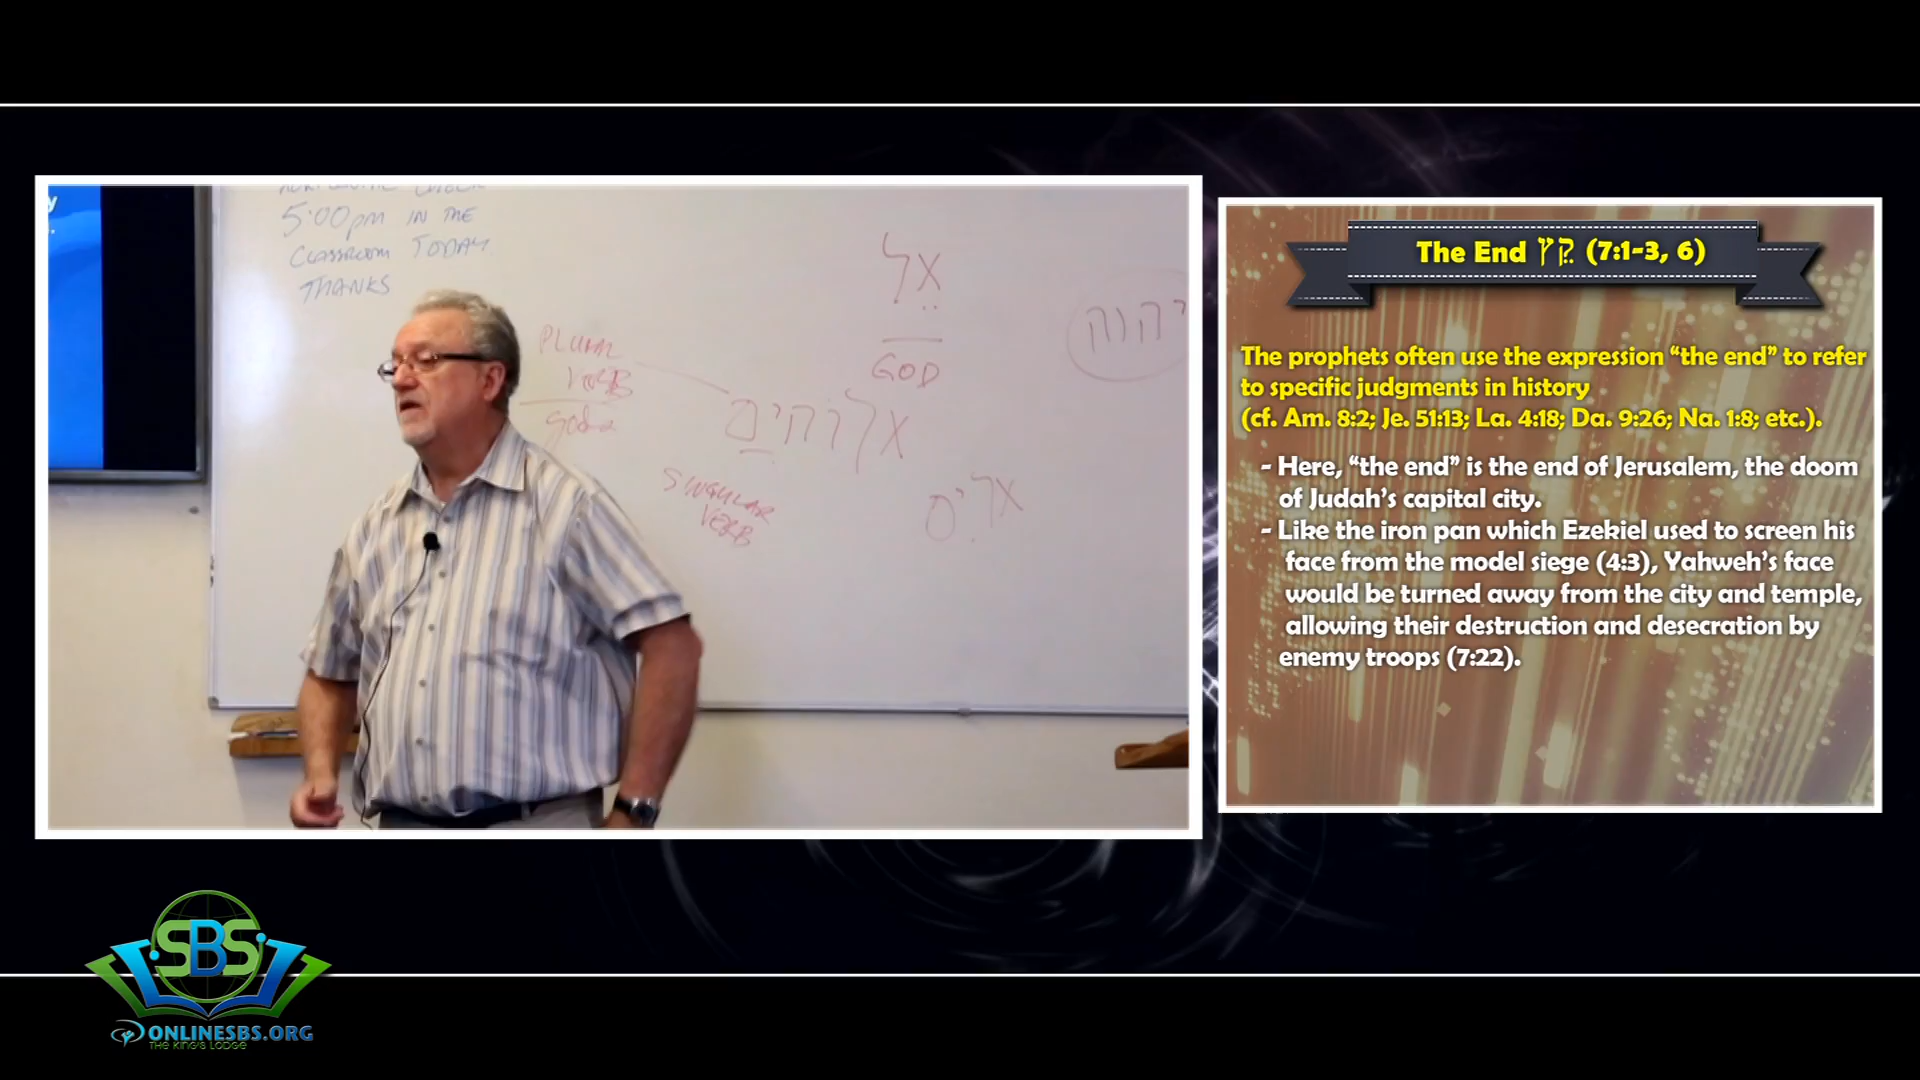 y
5:00pm IN THE
CLASSROOM TODAY.
THANKS
אֵל
GOD
יהוה
PLURAL
VERB
gods
אלוהים
SINGULAR
VERB
אלים
The End קֵץ (7:1-3, 6)
The prophets often use the expression “the end” to refer
to specific judgments in history
(cf. Am. 8:2; Je. 51:13; La. 4:18; Da. 9:26; Na. 1:8; etc.).
- Here, “the end” is the end of Jerusalem, the doom
of Judah’s capital city.
- Like the iron pan which Ezekiel used to screen his
face from the model siege (4:3), Yahweh’s face
would be turned away from the city and temple,
allowing their destruction and desecration by
enemy troops (7:22).
SBS
ONLINESBS.ORG
THE KING'S LODGE